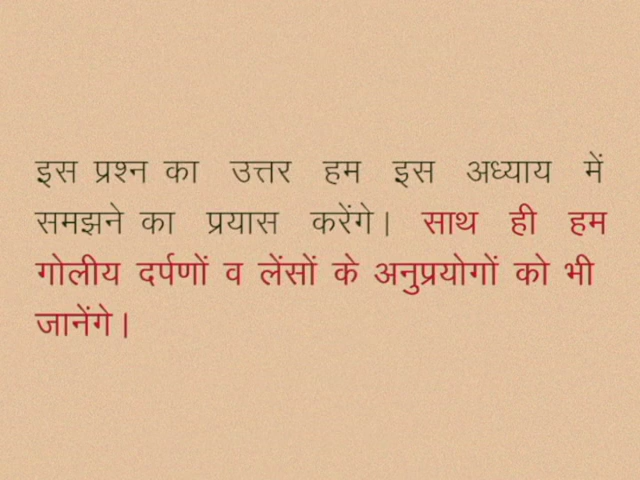 इस प्रश्न का उत्तर हम इस अध्याय में
समझने का प्रयास करेंगे। साथ ही हम
गोलीय दर्पणों व लेंसों के अनुप्रयोगों को भी
जानेंगे।